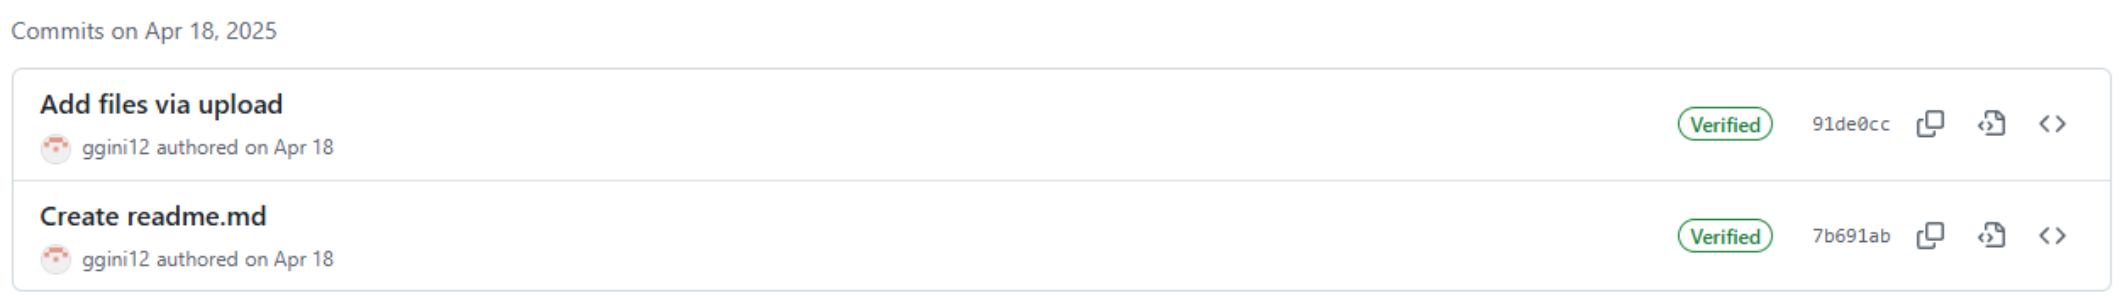 Commits on Apr 18, 2025
Add files via upload
ggini12 authored on Apr 18
Verified
91de0cc
Create readme.md
ggini12 authored on Apr 18
Verified
7b691ab